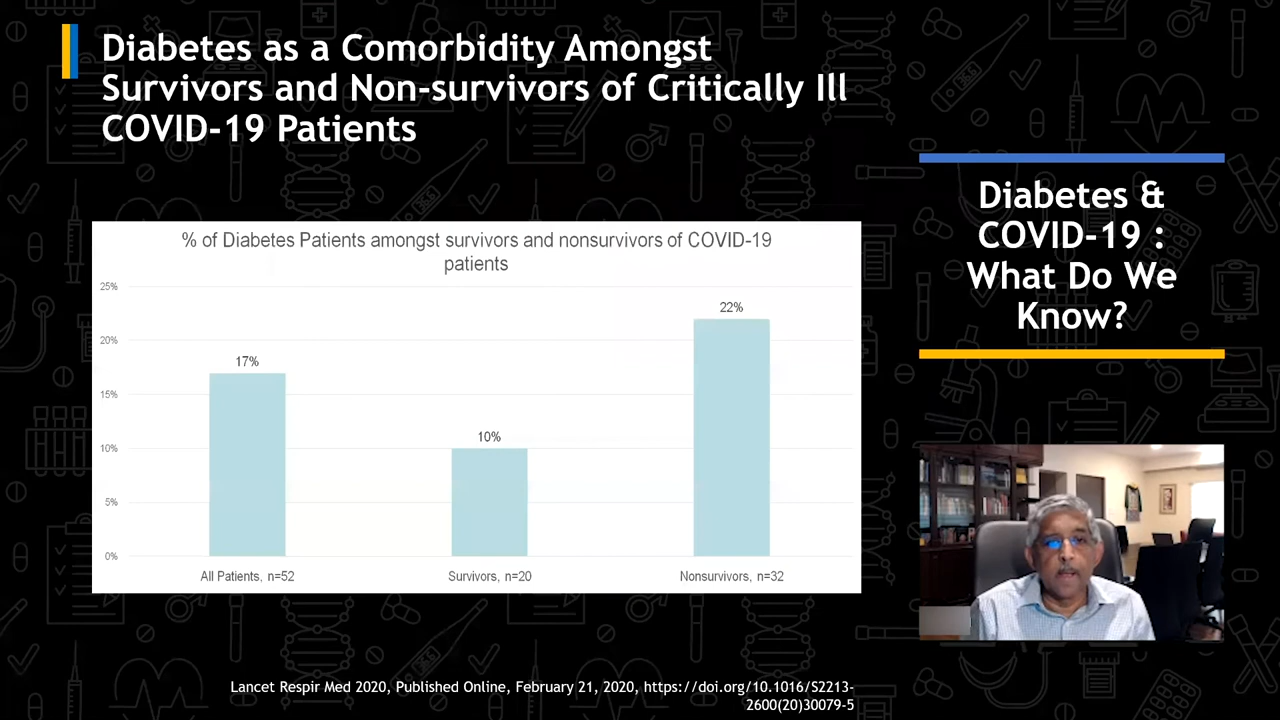 Diabetes as a Comorbidity Amongst
Survivors and Non-survivors of Critically Ill
COVID-19 Patients
% of Diabetes Patients amongst survivors and nonsurvivors of COVID-19
patients
25%
20%
15%
10%
5%
0%
17%
10%
22%
All Patients, n=52
Survivors, n=20
Nonsurvivors, n=32
Lancet Respir Med 2020, Published Online, February 21, 2020, https://doi.org/10.1016/S2213-
2600(20)30079-5
Diabetes &
COVID-19 :
What Do We
Know?